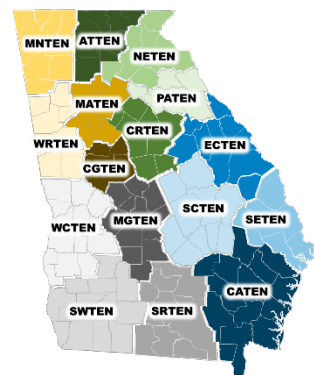 MNTEN
ATTEN
NETEN
MATEN
PATEN
WRTEN
CRTEN
ECTEN
CGTEN
SCTEN
WCTEN
MGTEN
SETEN
CATEN
SWTEN
SRTEN